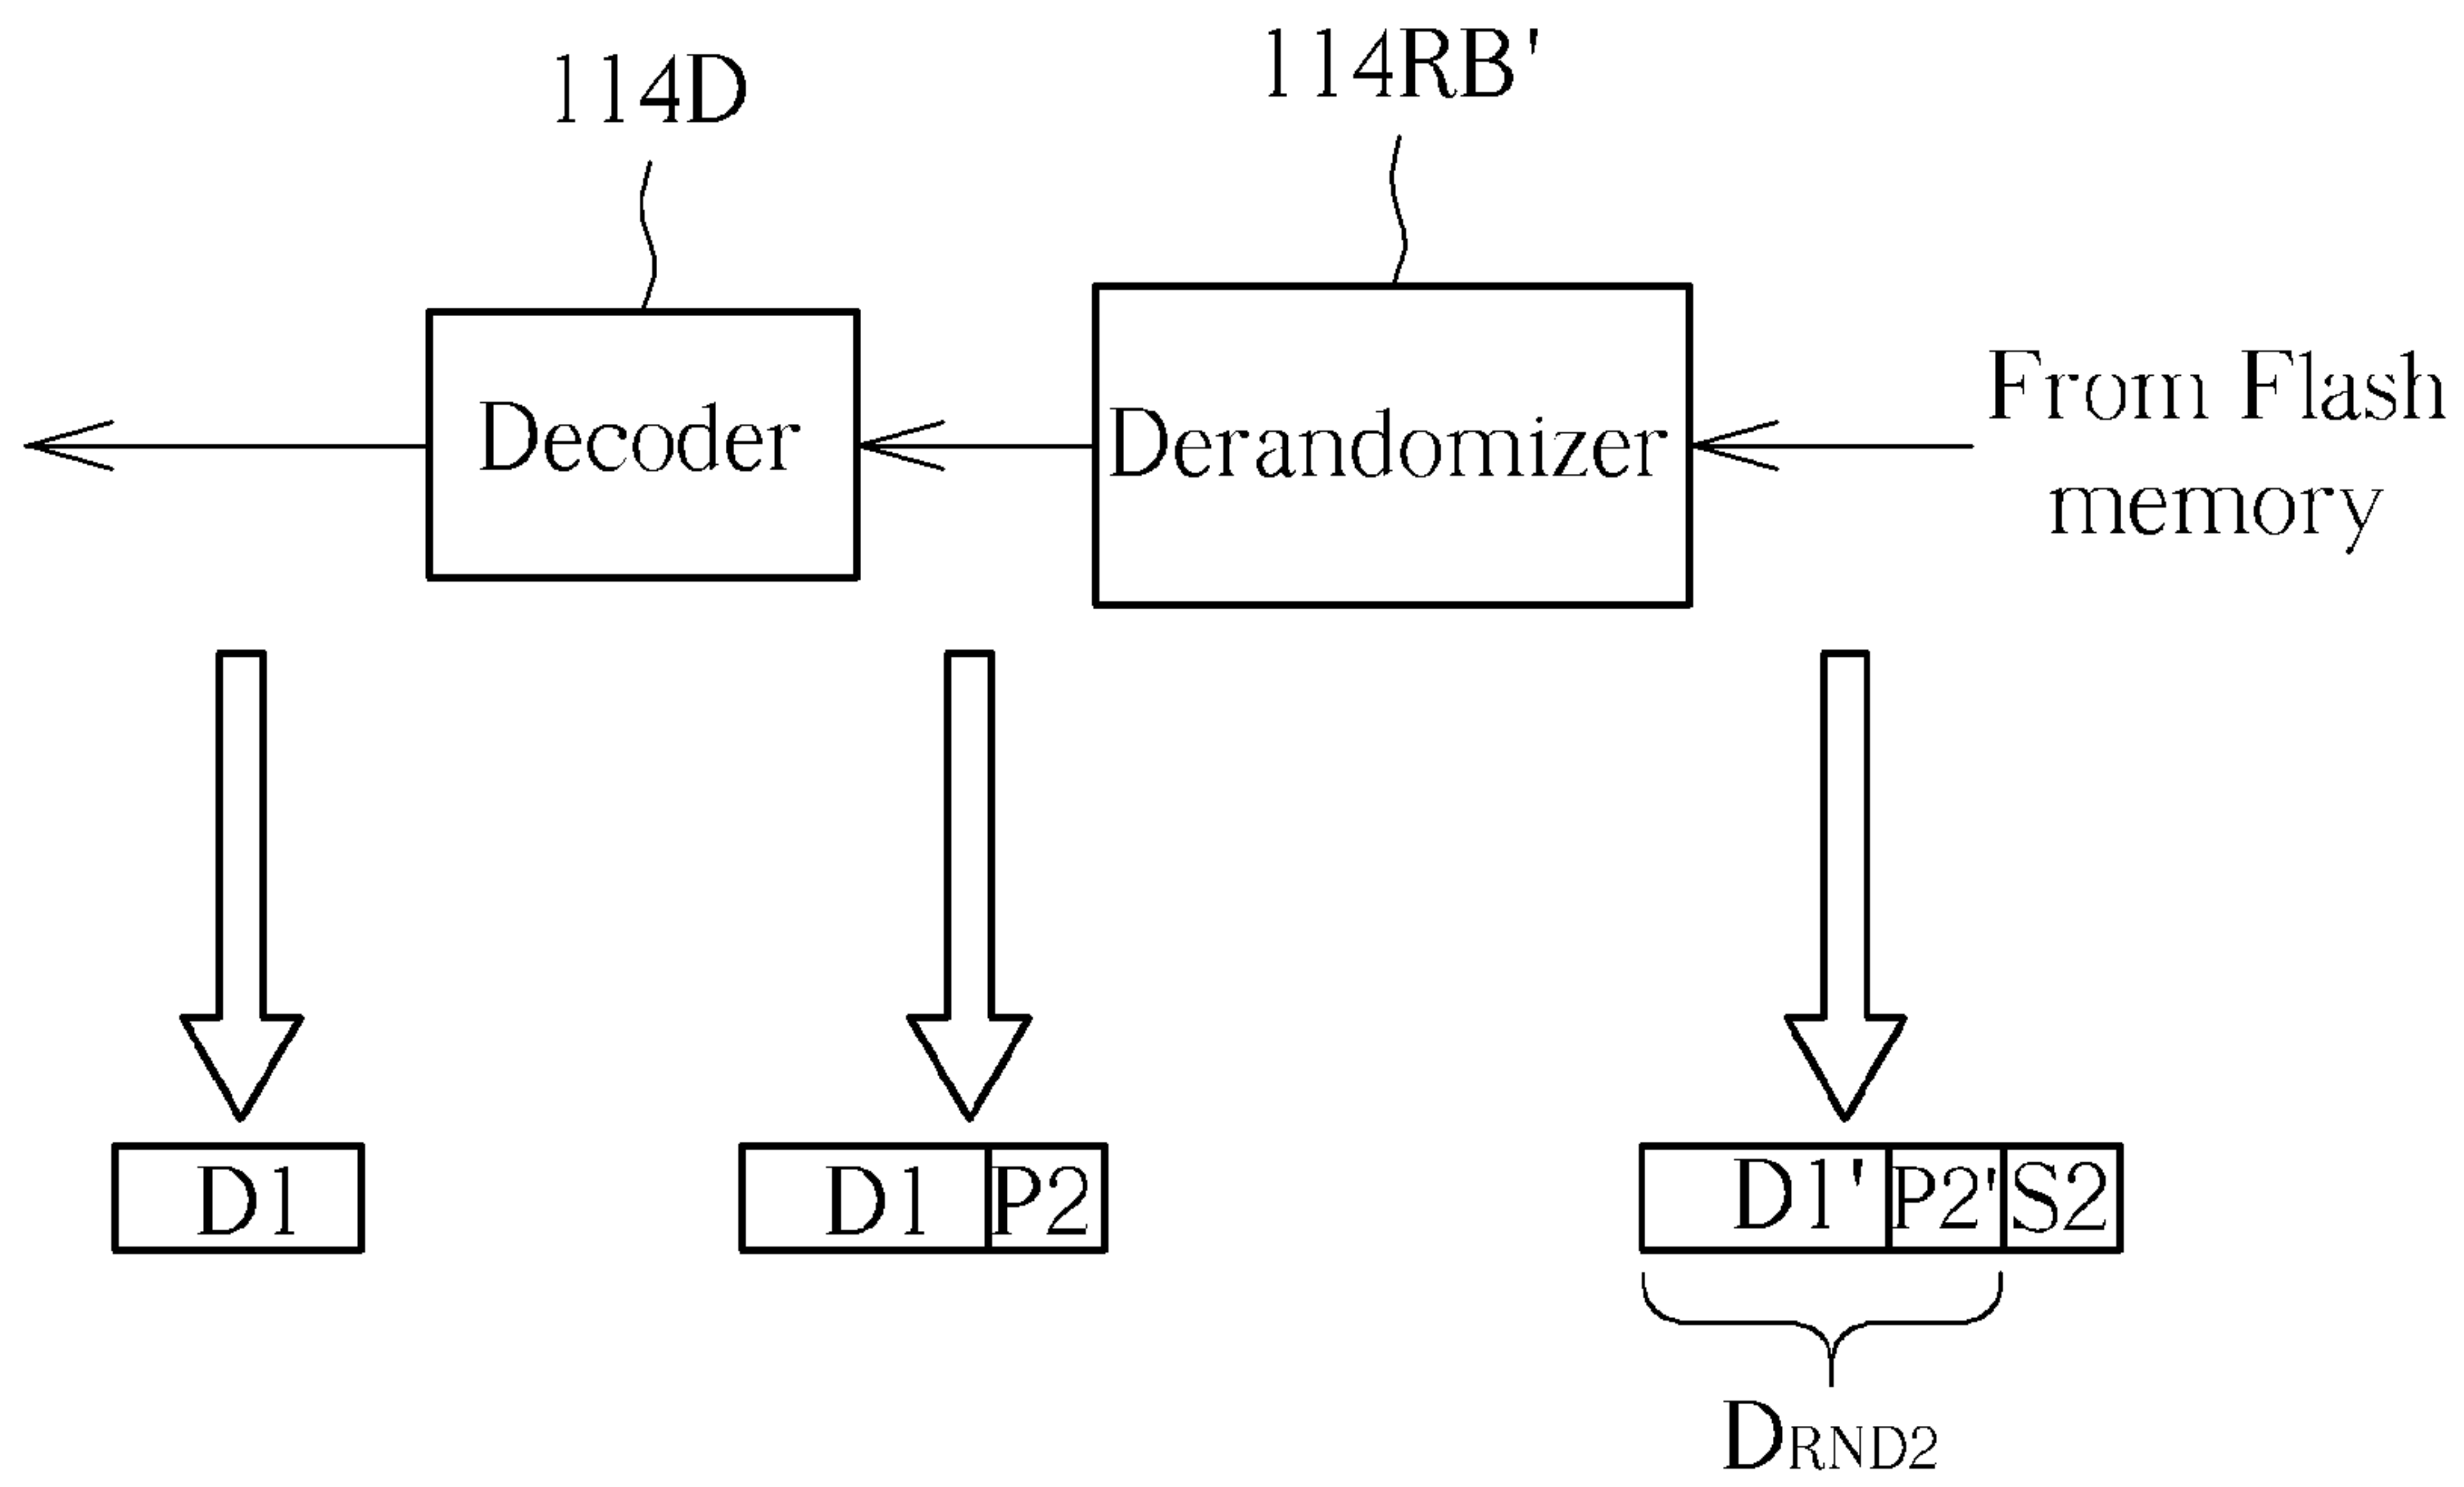 114D
114RB'
Decoder
Derandomizer
From Flash
memory
D1
D1 P2
D1' P2' S2
DRND2